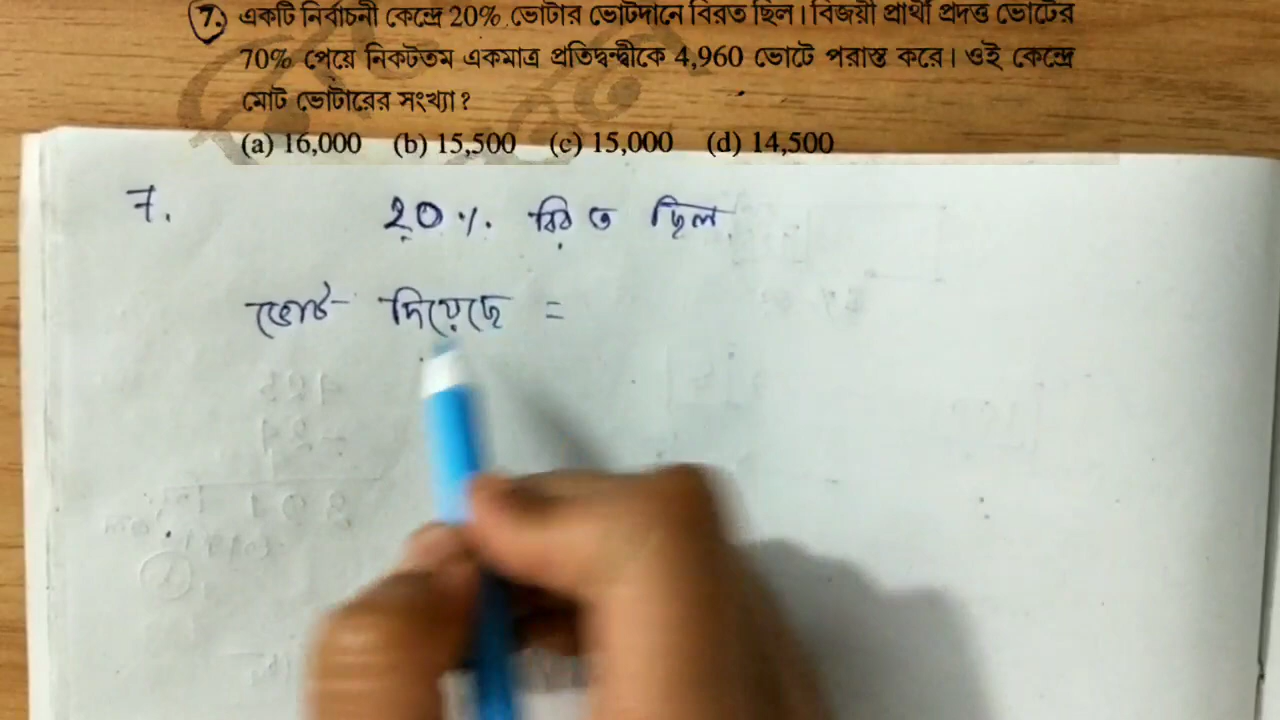 7. একটি নির্বাচনী কেন্দ্রে 20% ভোটার ভোটদানে বিরত ছিল। বিজয়ী প্রার্থী প্রদত্ত ভোটের
70% পেয়ে নিকটতম একমাত্র প্রতিদ্বন্দ্বীকে 4,960 ভোটে পরাস্ত করে। ওই কেন্দ্রে
মোট ভোটারের সংখ্যা?
(a) 16,000 (b) 15,500 (c) 15,000 (d) 14,500
7. 20% বিরত ছিল
ভোট দিয়েছে =